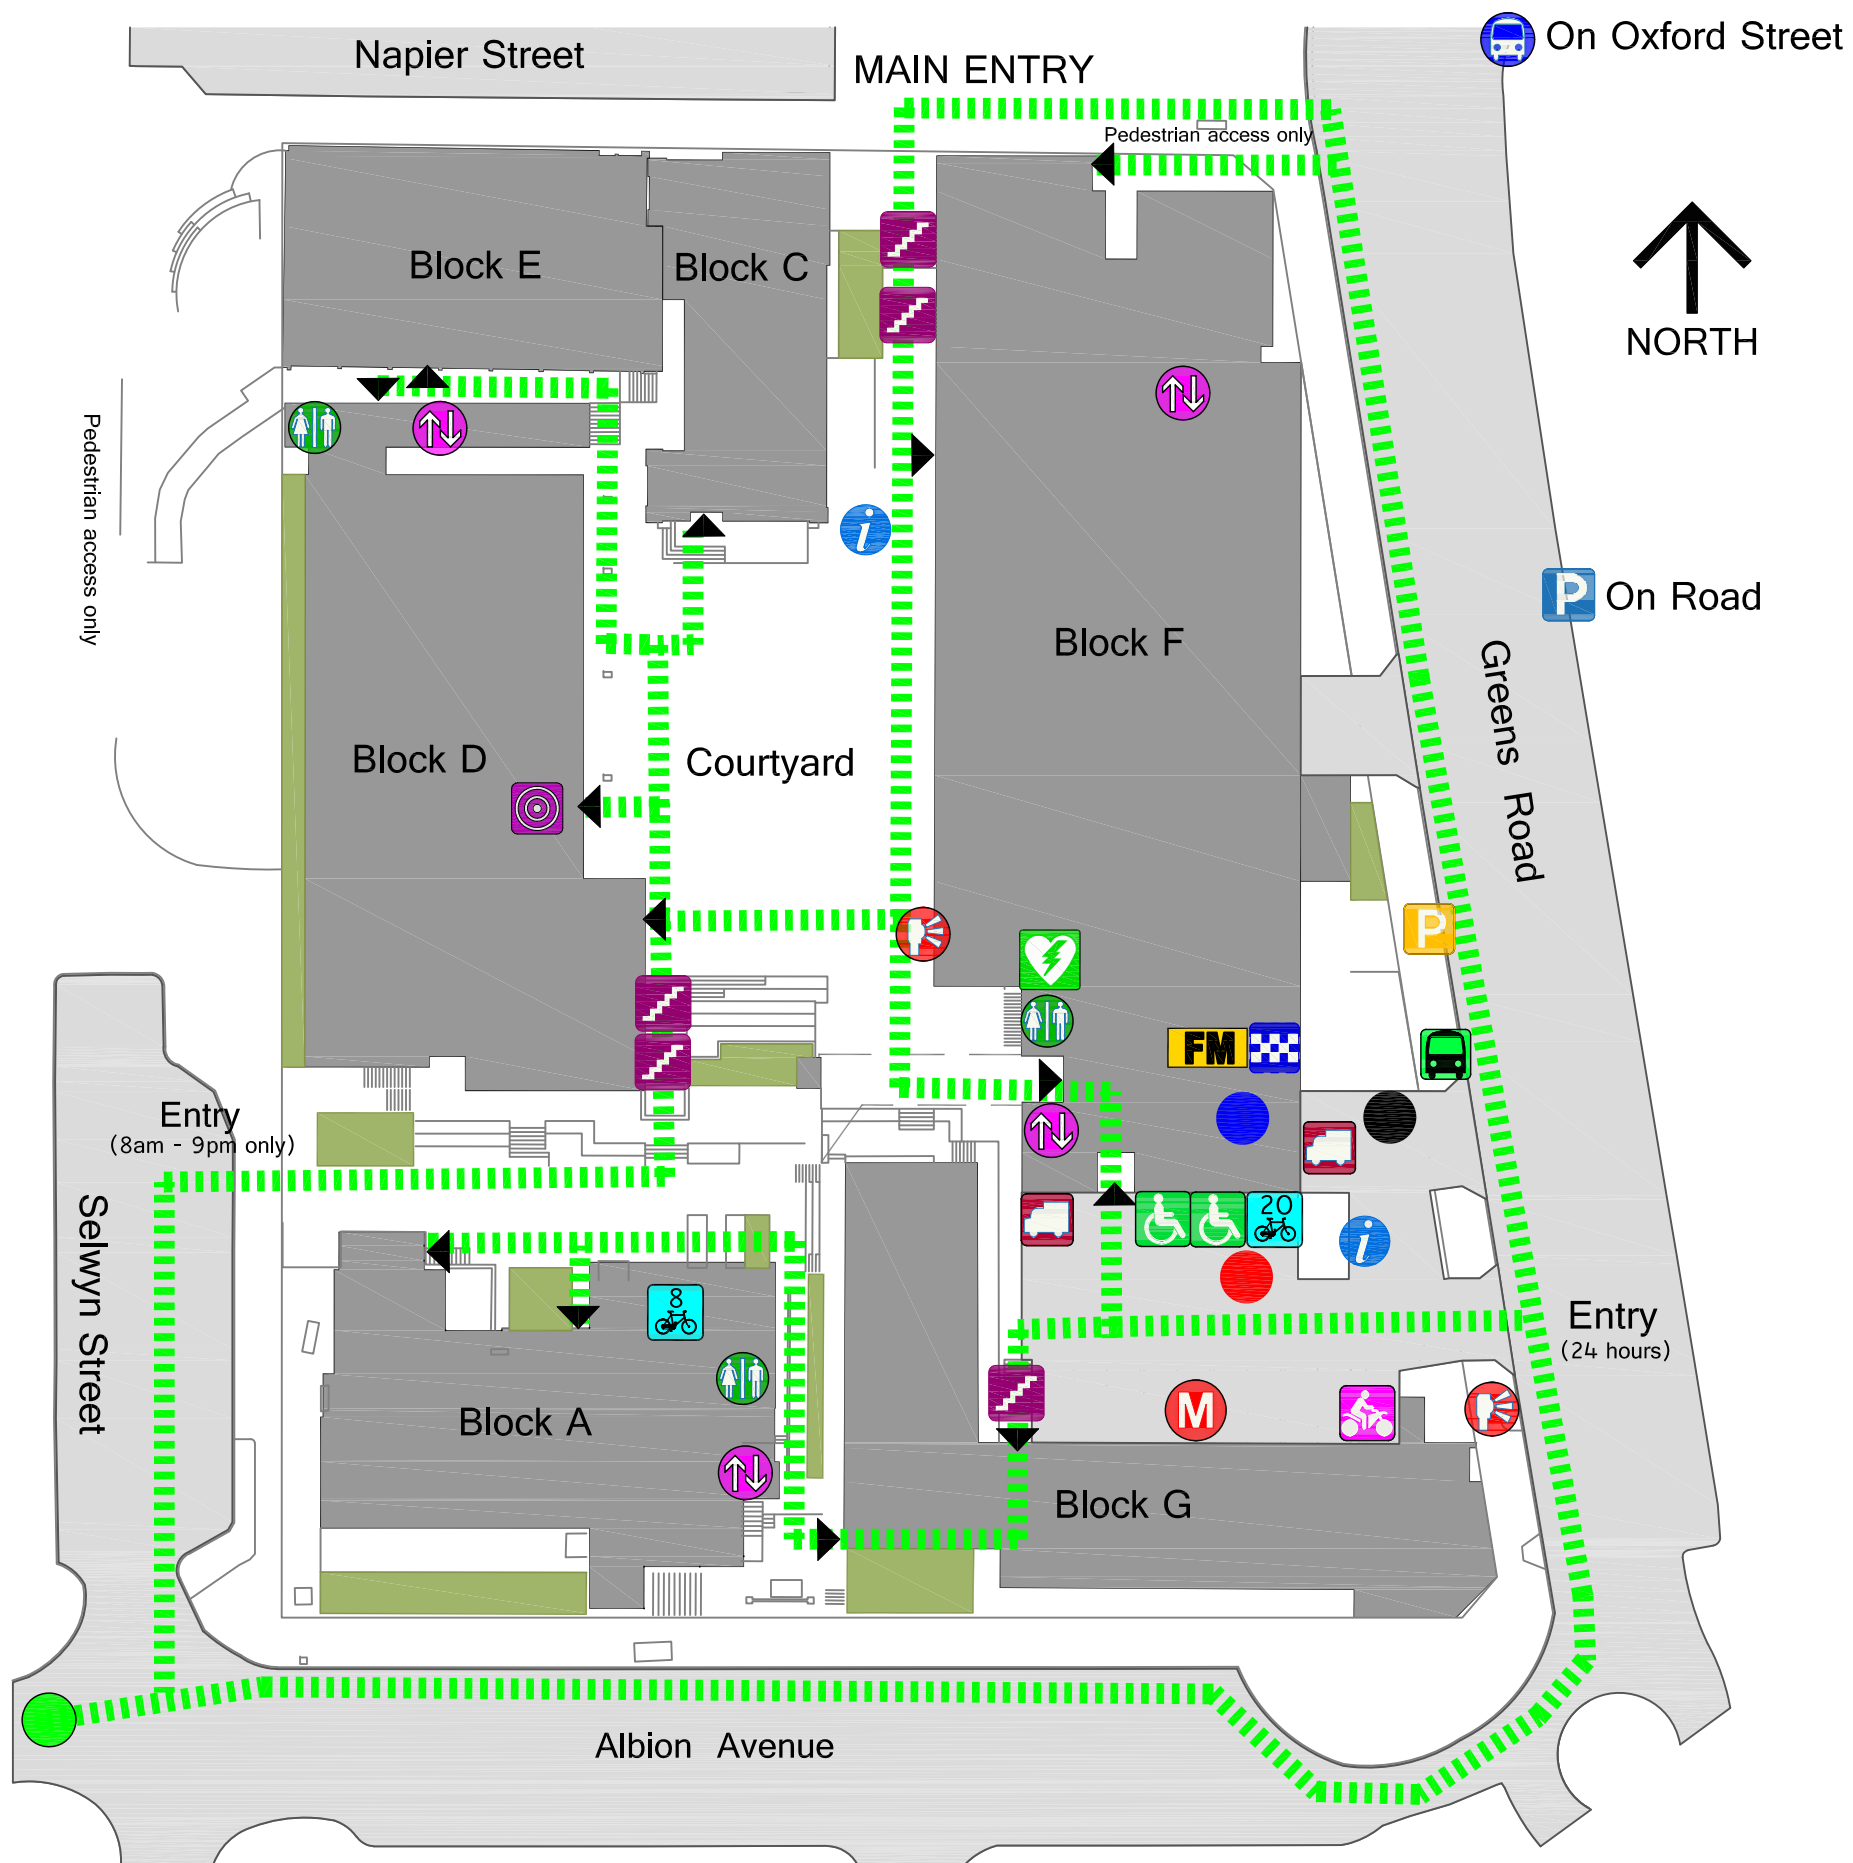 On Oxford Street
Napier Street
MAIN ENTRY
Pedestrian access only
Block E
Block C
NORTH
Pedestrian access only
i
P On Road
Block F
Greens Road
Block D
Courtyard
P
FM
Entry
(8am - 9pm only)
Selwyn Street
20
i
8
Entry
(24 hours)
M
Block A
Block G
Albion Avenue